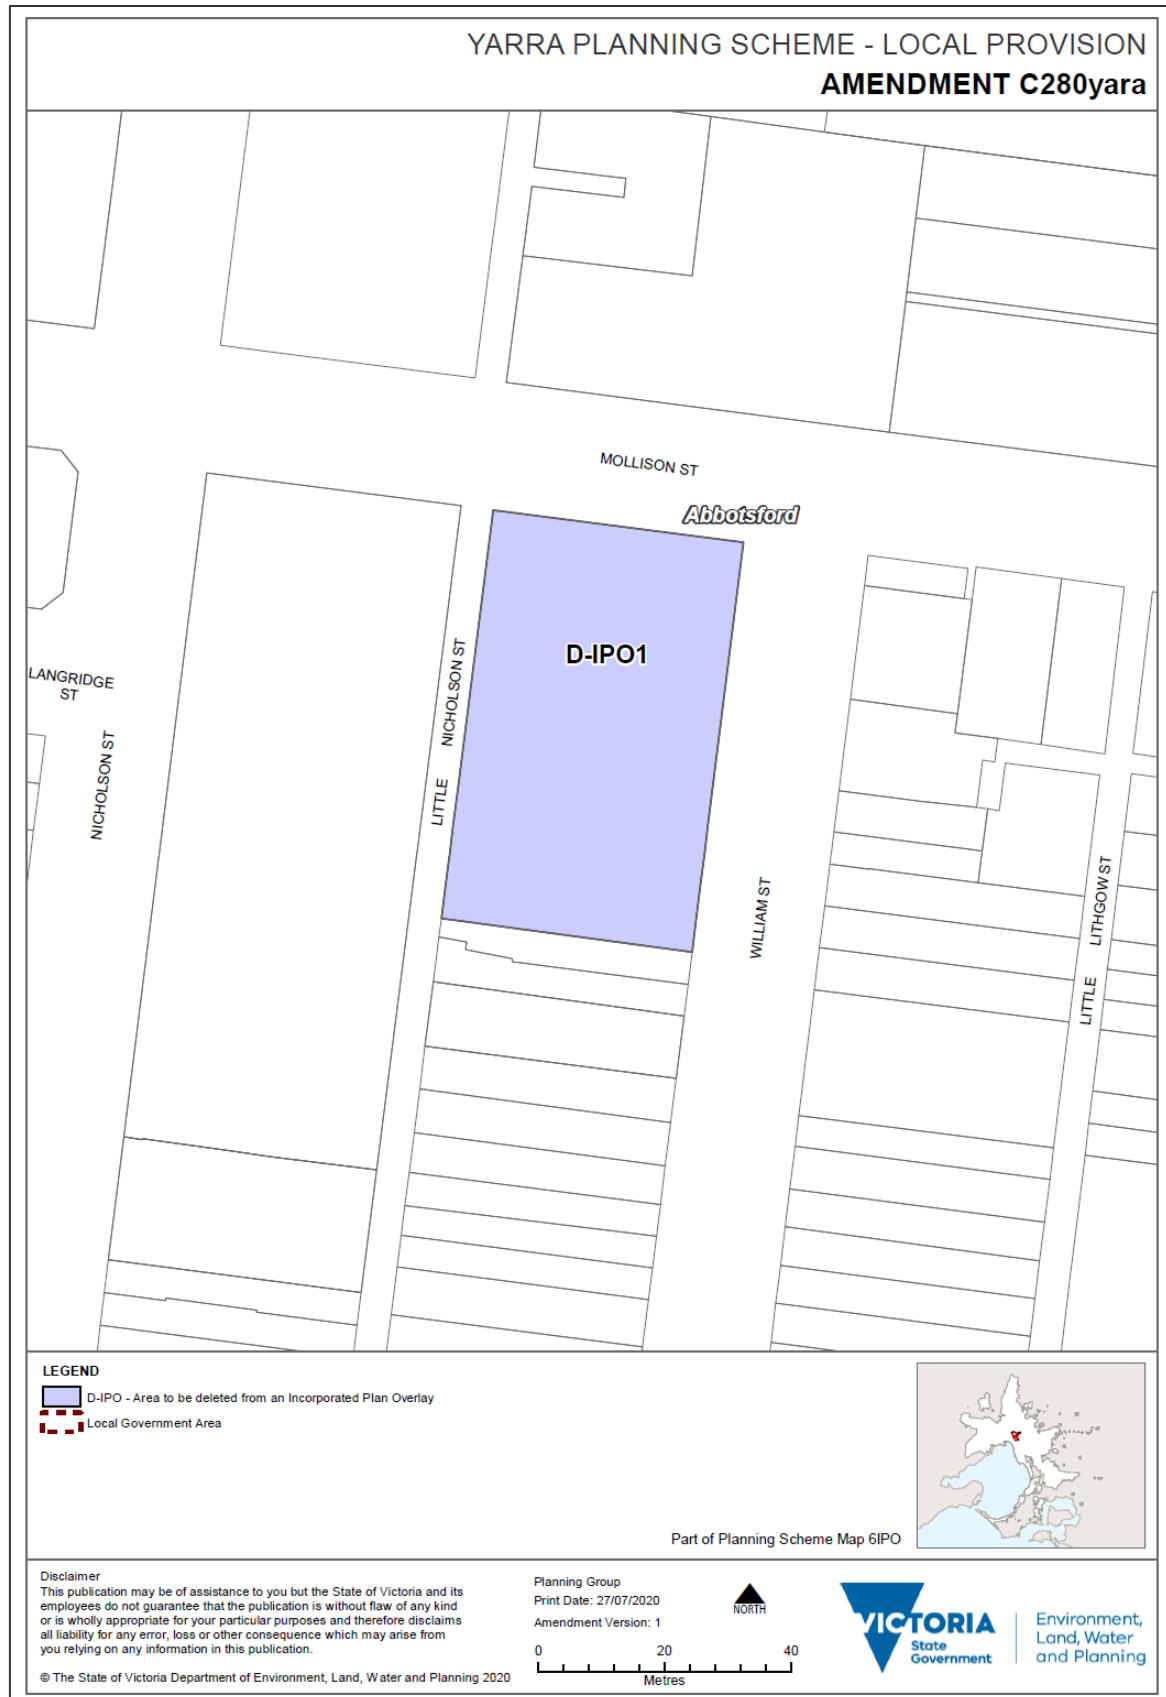 YARRA PLANNING SCHEME - LOCAL PROVISION
AMENDMENT C280yara
MOLLISON ST
Abbotsford
D-IPO1
LANGRIDGE
ST
NICHOLSON ST
LITTLE NICHOLSON ST
WILLIAM ST
LITTLE LITHGOW ST
LEGEND
D-IPO - Area to be deleted from an Incorporated Plan Overlay
Local Government Area
Part of Planning Scheme Map 6IPO
Disclaimer
This publication may be of assistance to you but the State of Victoria and its
employees do not guarantee that the publication is without flaw of any kind
or is wholly appropriate for your particular purposes and therefore disclaims
all liability for any error, loss or other consequence which may arise from
you relying on any information in this publication.
© The State of Victoria Department of Environment, Land, Water and Planning 2020
Planning Group
Print Date: 27/07/2020
Amendment Version: 1
NORTH
0 20 40
Metres
VICTORIA
State
Government
Environment,
Land, Water
and Planning